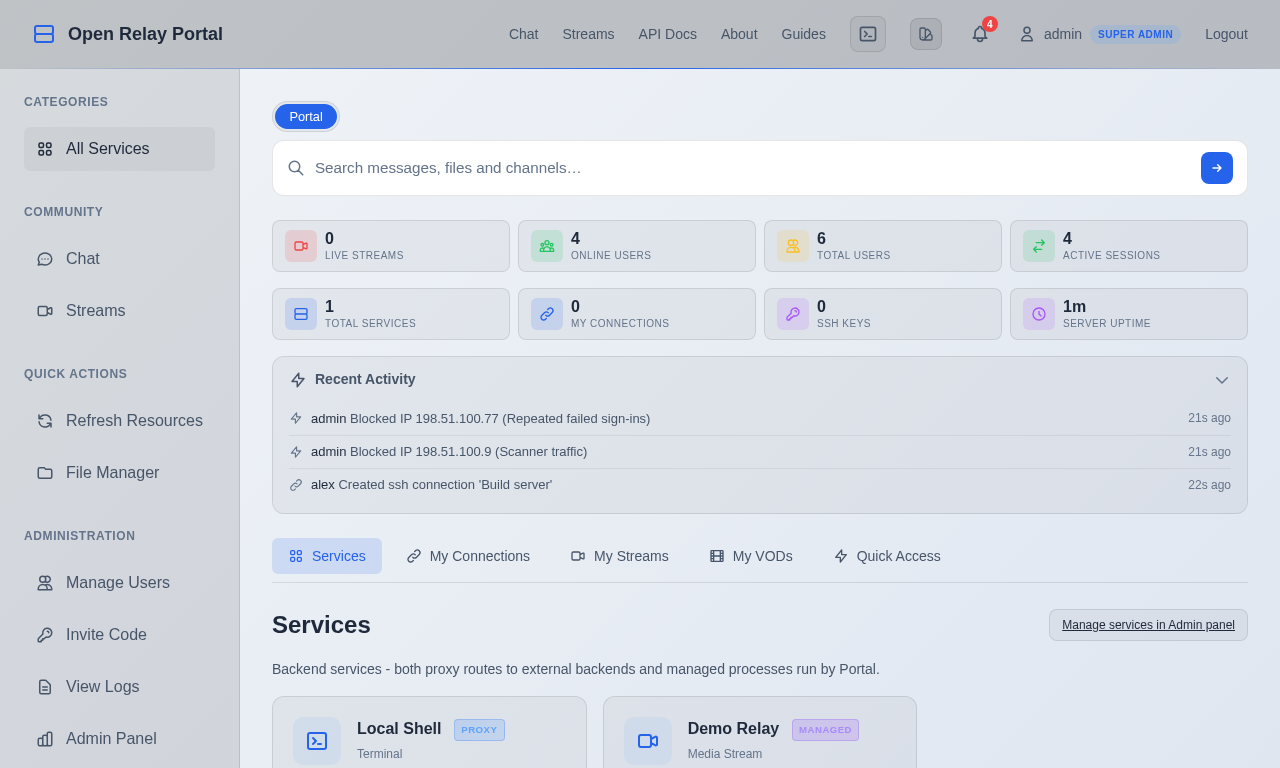 Open Relay Portal
Chat Streams API Docs About Guides 4 admin SUPER ADMIN Logout
CATEGORIES
All Services
COMMUNITY
Chat
Streams
QUICK ACTIONS
Refresh Resources
File Manager
ADMINISTRATION
Manage Users
Invite Code
View Logs
Admin Panel
Portal
Search messages, files and channels…
0
LIVE STREAMS
4
ONLINE USERS
6
TOTAL USERS
4
ACTIVE SESSIONS
1
TOTAL SERVICES
0
MY CONNECTIONS
0
SSH KEYS
1m
SERVER UPTIME
Recent Activity
admin Blocked IP 198.51.100.77 (Repeated failed sign-ins) 21s ago
admin Blocked IP 198.51.100.9 (Scanner traffic) 21s ago
alex Created ssh connection 'Build server' 22s ago
Services My Connections My Streams My VODs Quick Access
Services
Manage services in Admin panel
Backend services - both proxy routes to external backends and managed processes run by Portal.
Local Shell PROXY
Terminal
Demo Relay MANAGED
Media Stream